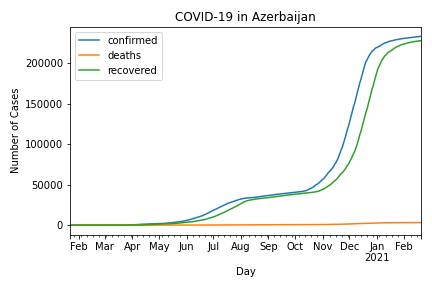 COVID-19 in Azerbaijan
confirmed
deaths
recovered
Number of Cases
200000
150000
100000
50000
0
Feb Mar Apr May Jun Jul Aug Sep Oct Nov Dec Jan Feb
2021
Day